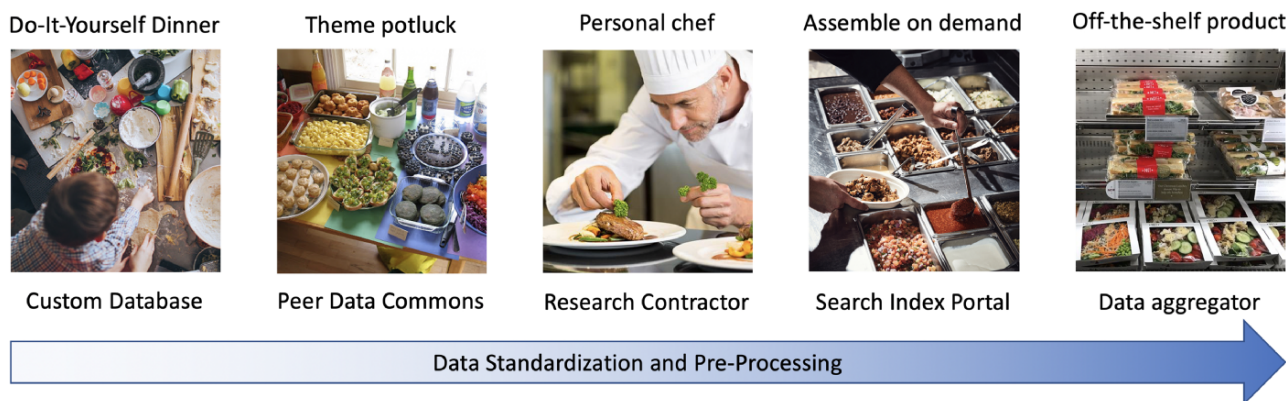 Do-It-Yourself Dinner
Theme potluck
Personal chef
Assemble on demand
Off-the-shelf product
Custom Database
Peer Data Commons
Research Contractor
Search Index Portal
Data aggregator
Data Standardization and Pre-Processing